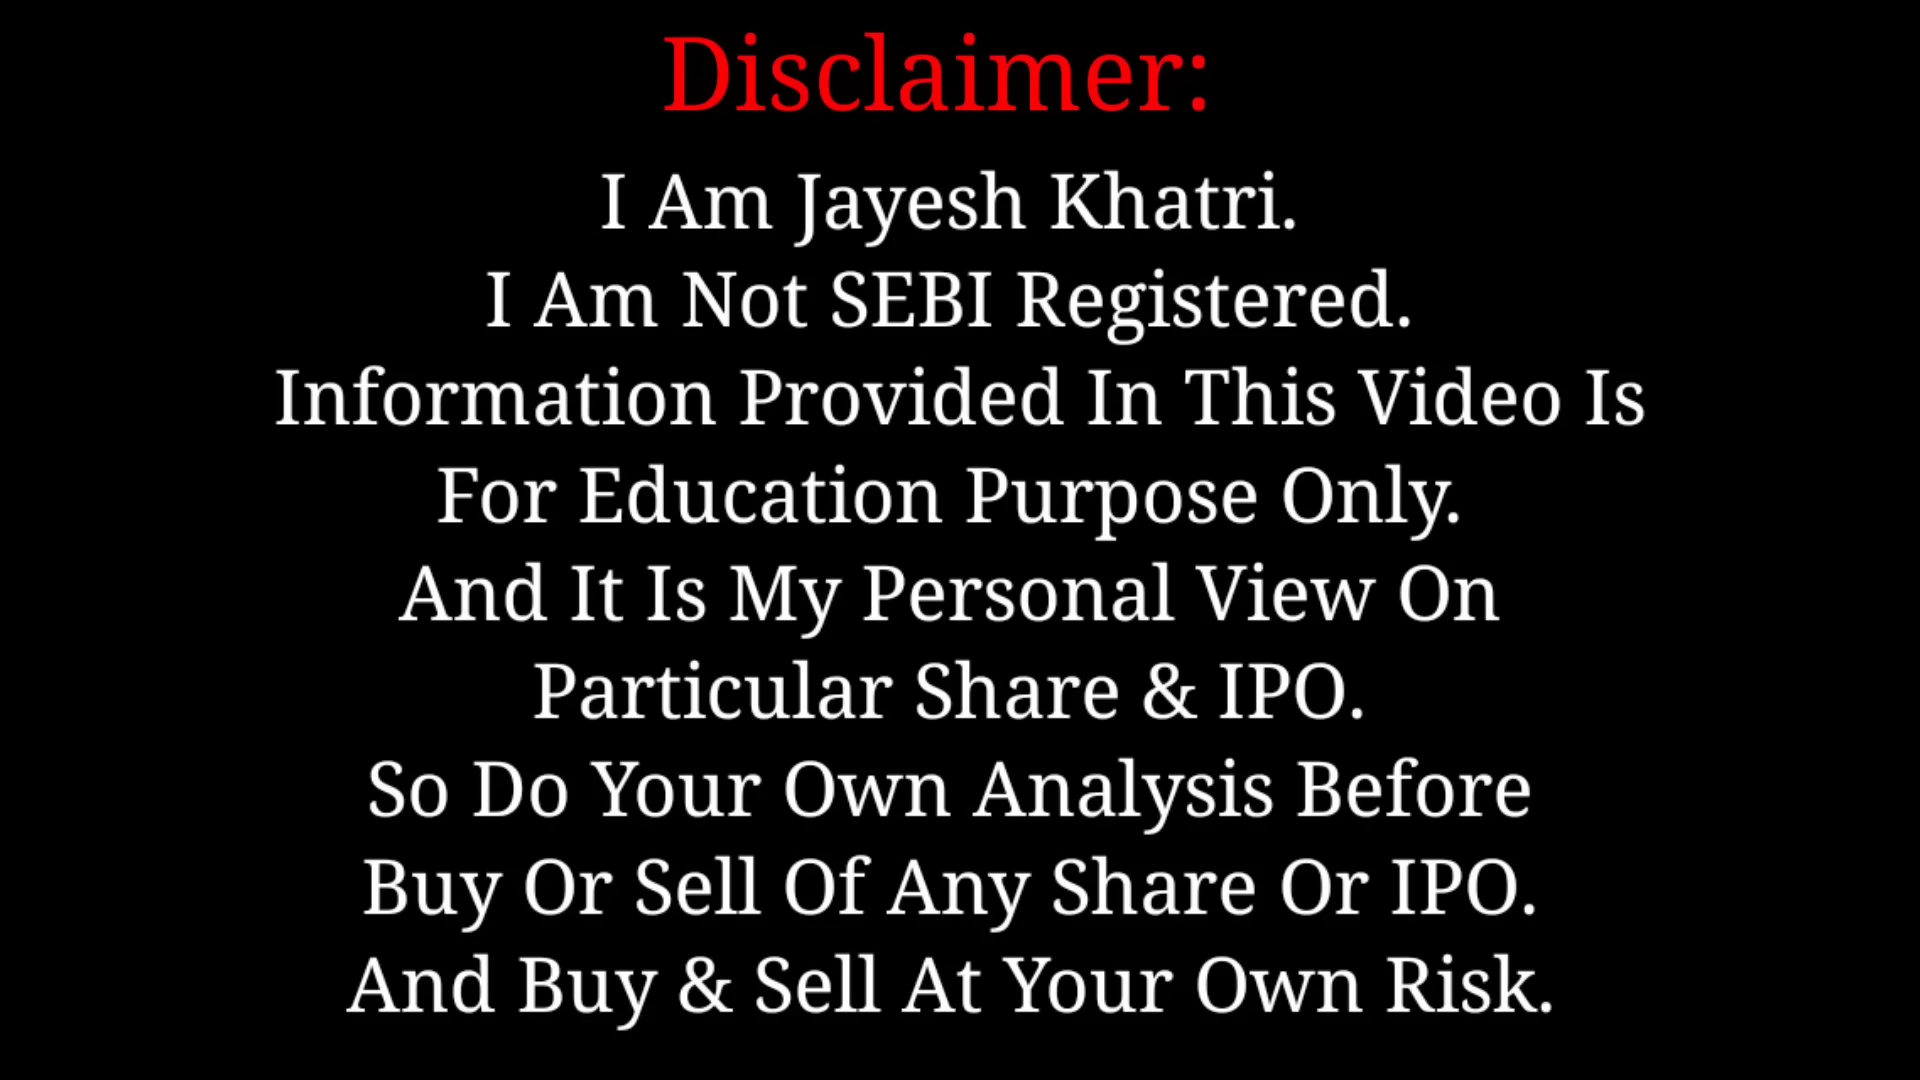 Disclaimer:
I Am Jayesh Khatri.
I Am Not SEBI Registered.
Information Provided In This Video Is
For Education Purpose Only.
And It Is My Personal View On
Particular Share & IPO.
So Do Your Own Analysis Before
Buy Or Sell Of Any Share Or IPO.
And Buy & Sell At Your Own Risk.